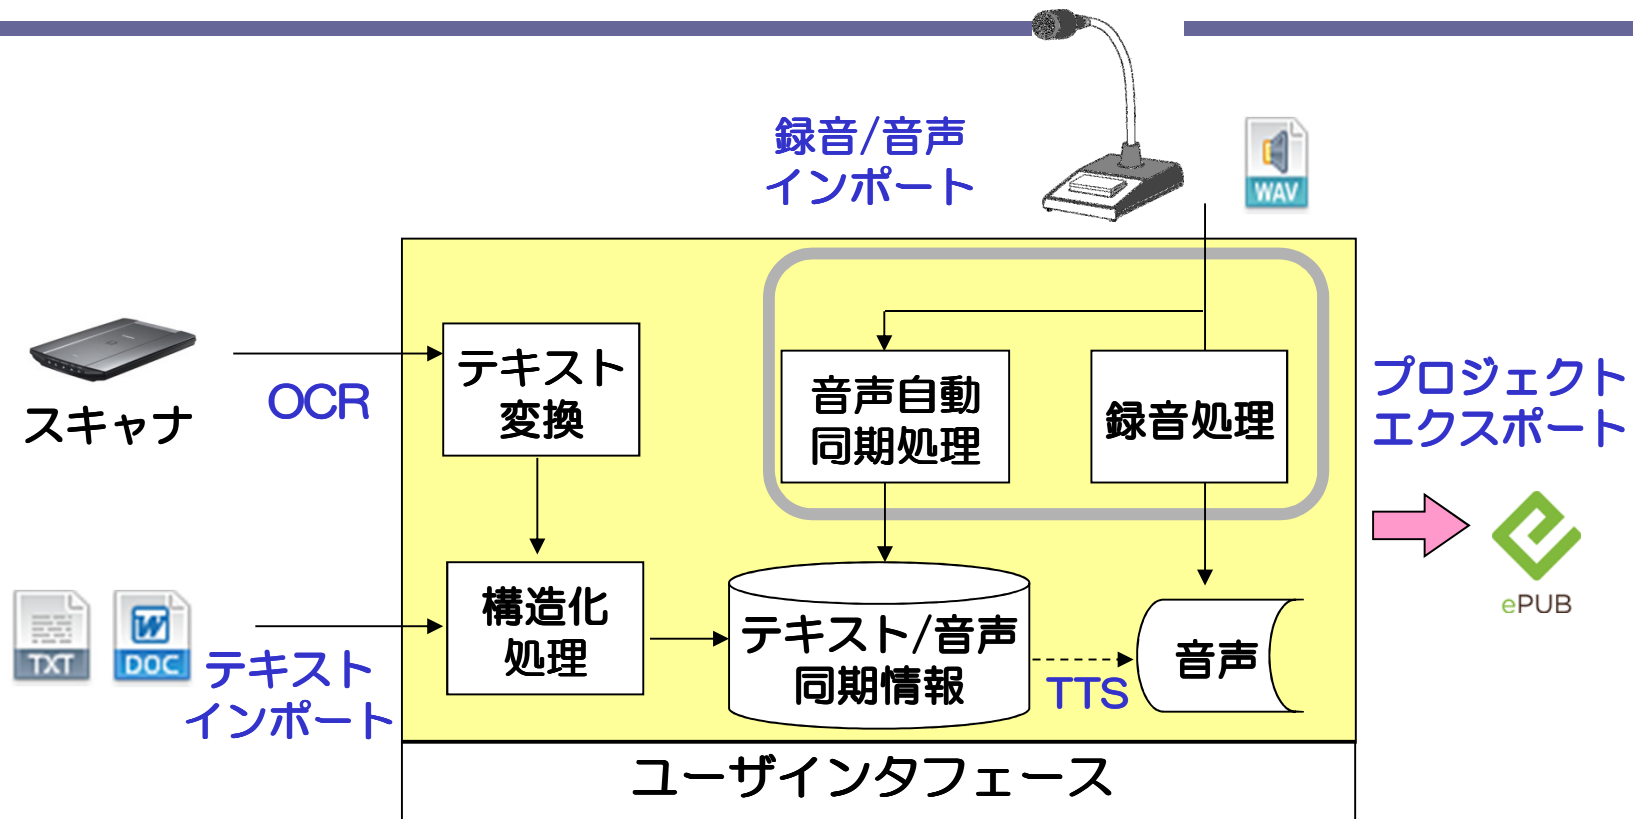 録音/音声
インポート
WAV
スキャナ
OCR
テキスト
変換
音声自動
同期処理
録音処理
プロジェクト
エクスポート
ePUB
TXT
DOC
テキスト
インポート
構造化
処理
テキスト/音声
同期情報
TTS
音声
ユーザインタフェース